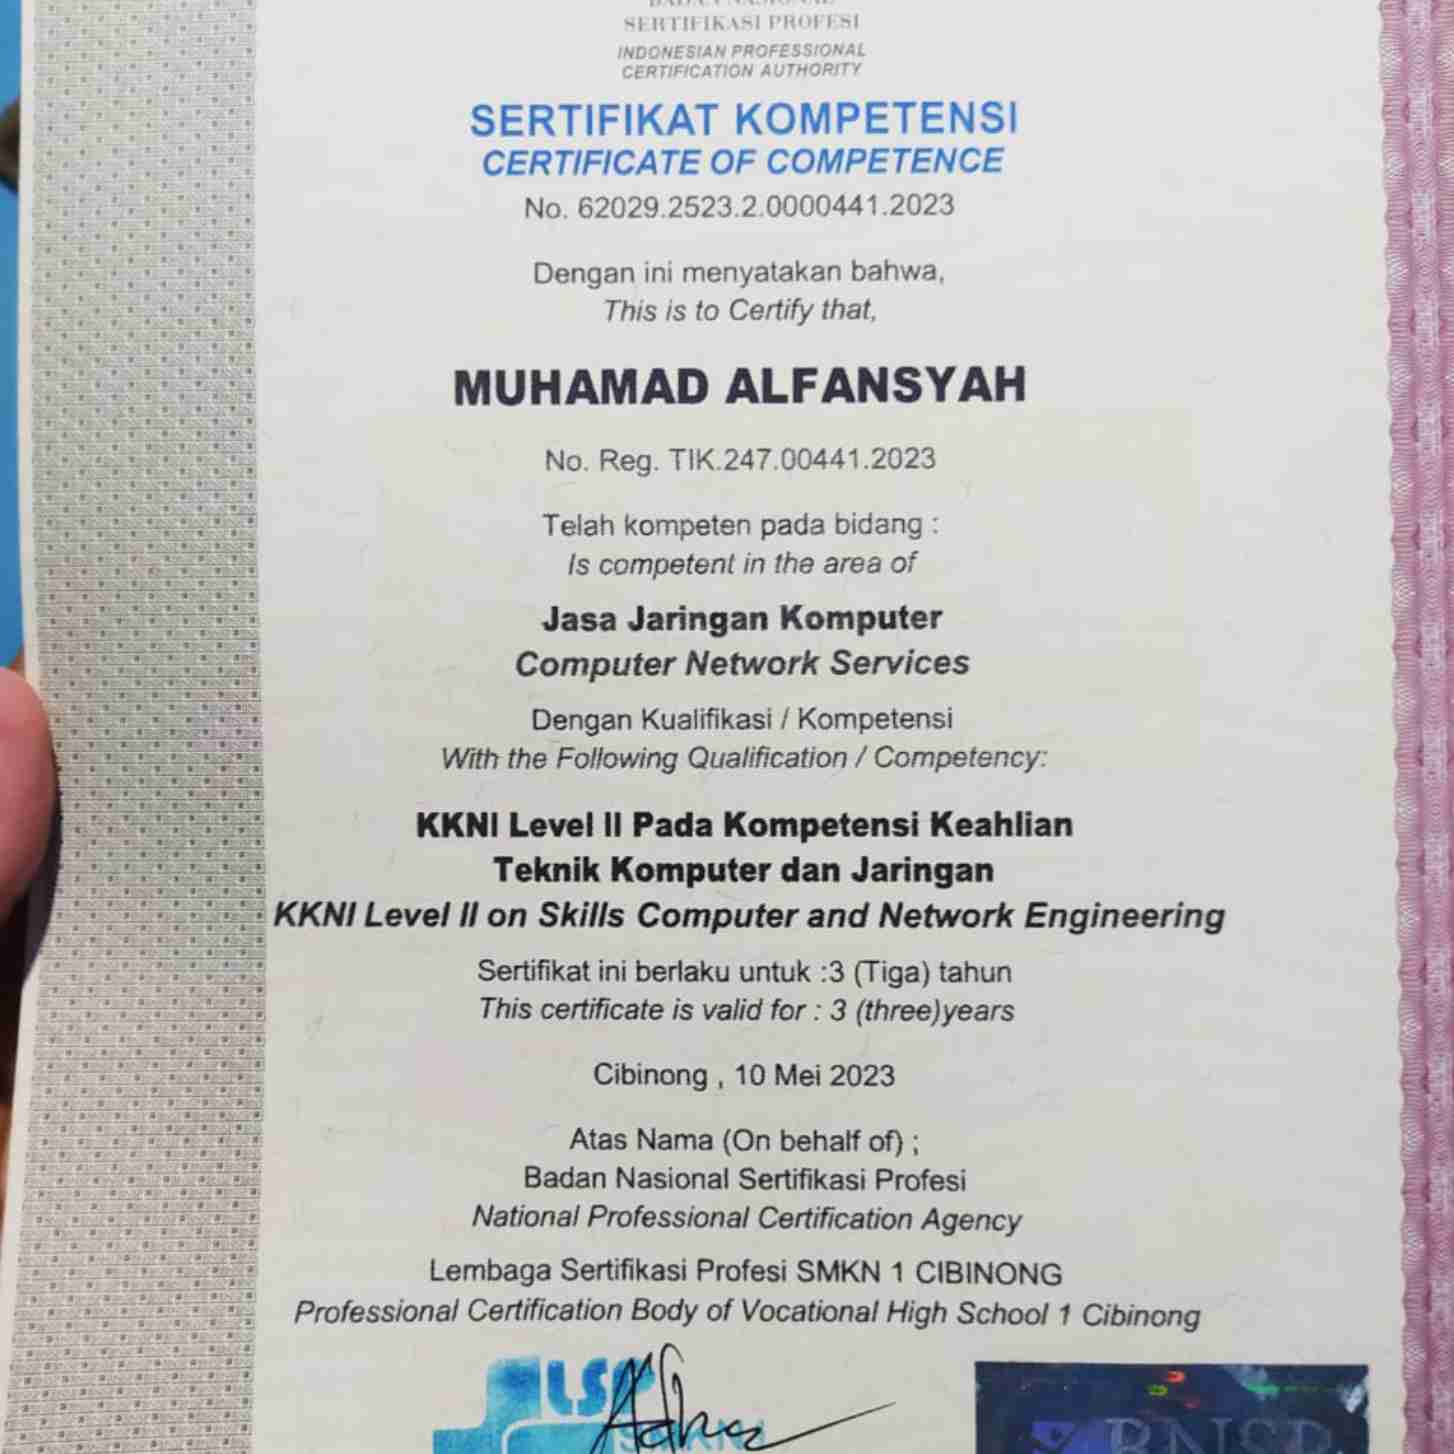 BADAN NASIONAL
SERTIFIKASI PROFESI
INDONESIAN PROFESSIONAL
CERTIFICATION AUTHORITY
SERTIFIKAT KOMPETENSI
CERTIFICATE OF COMPETENCE
No. 62029.2523.2.0000441.2023
Dengan ini menyatakan bahwa,
This is to Certify that,
MUHAMAD ALFANSYAH
No. Reg. TIK.247.00441.2023
Telah kompeten pada bidang :
Is competent in the area of
Jasa Jaringan Komputer
Computer Network Services
Dengan Kualifikasi / Kompetensi
With the Following Qualification / Competency:
KKNI Level II Pada Kompetensi Keahlian
Teknik Komputer dan Jaringan
KKNI Level II on Skills Computer and Network Engineering
Sertifikat ini berlaku untuk :3 (Tiga) tahun
This certificate is valid for : 3 (three)years
Cibinong , 10 Mei 2023
Atas Nama (On behalf of) ;
Badan Nasional Sertifikasi Profesi
National Professional Certification Agency
Lembaga Sertifikasi Profesi SMKN 1 CIBINONG
Professional Certification Body of Vocational High School 1 Cibinong
LSP
SMKN
BNSP